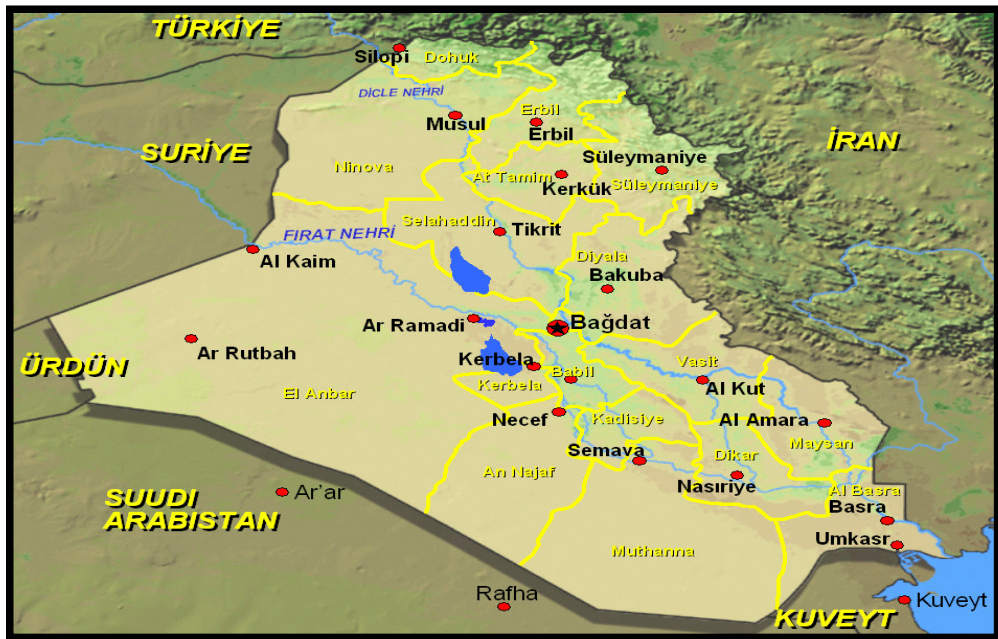 TÜRKİYE
Silopi
Dohuk
DİCLE NEHRİ
Musul
Erbil
Erbil
İRAN
SURİYE
Ninova
Süleymaniye
At Tamim
Kerkük
Süleymaniye
Selahaddin
Tikrit
FIRAT NEHRİ
Al Kaim
Diyala
Bakuba
Ar Ramadi
Bağdat
Ar Rutbah
ÜRDÜN
Kerbela
Babil
Vasit
El Anbar
Kerbela
Al Kut
Necef
Kadisiye
Al Amara
Maysan
Semava
Dikar
An Najaf
Nasıriye
SUUDI
ARABISTAN
Ar'ar
Al Basra
Basra
Umkasr
Muthanna
Rafha
KUVEYT
Kuveyt